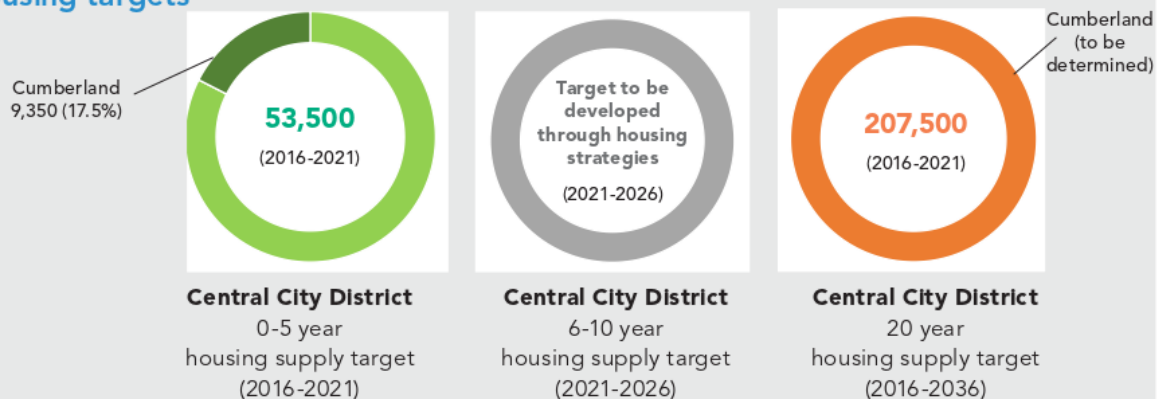 using targets
Cumberland
9,350 (17.5%)
53,500
(2016-2021)
Target to be
developed
through housing
strategies
(2021-2026)
207,500
(2016-2021)
Cumberland
(to be
determined)
Central City District
0-5 year
housing supply target
(2016-2021)
Central City District
6-10 year
housing supply target
(2021-2026)
Central City District
20 year
housing supply target
(2016-2036)